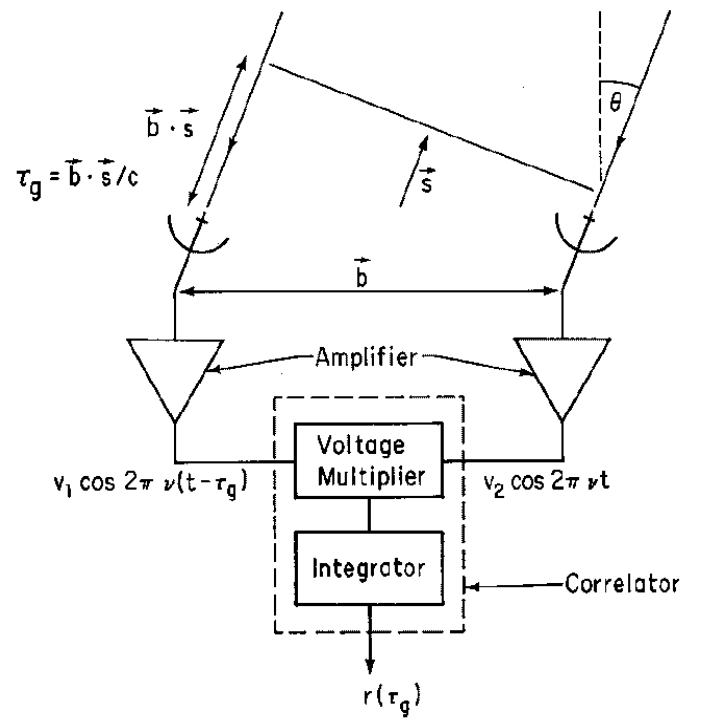 θ
b⃗ · s⃗
τg = b⃗ · s⃗/c
s⃗
b⃗
Amplifier
Voltage
Multiplier
v₁ cos 2π ν(t-τg)
v₂ cos 2π νt
Integrator
Correlator
r(τg)